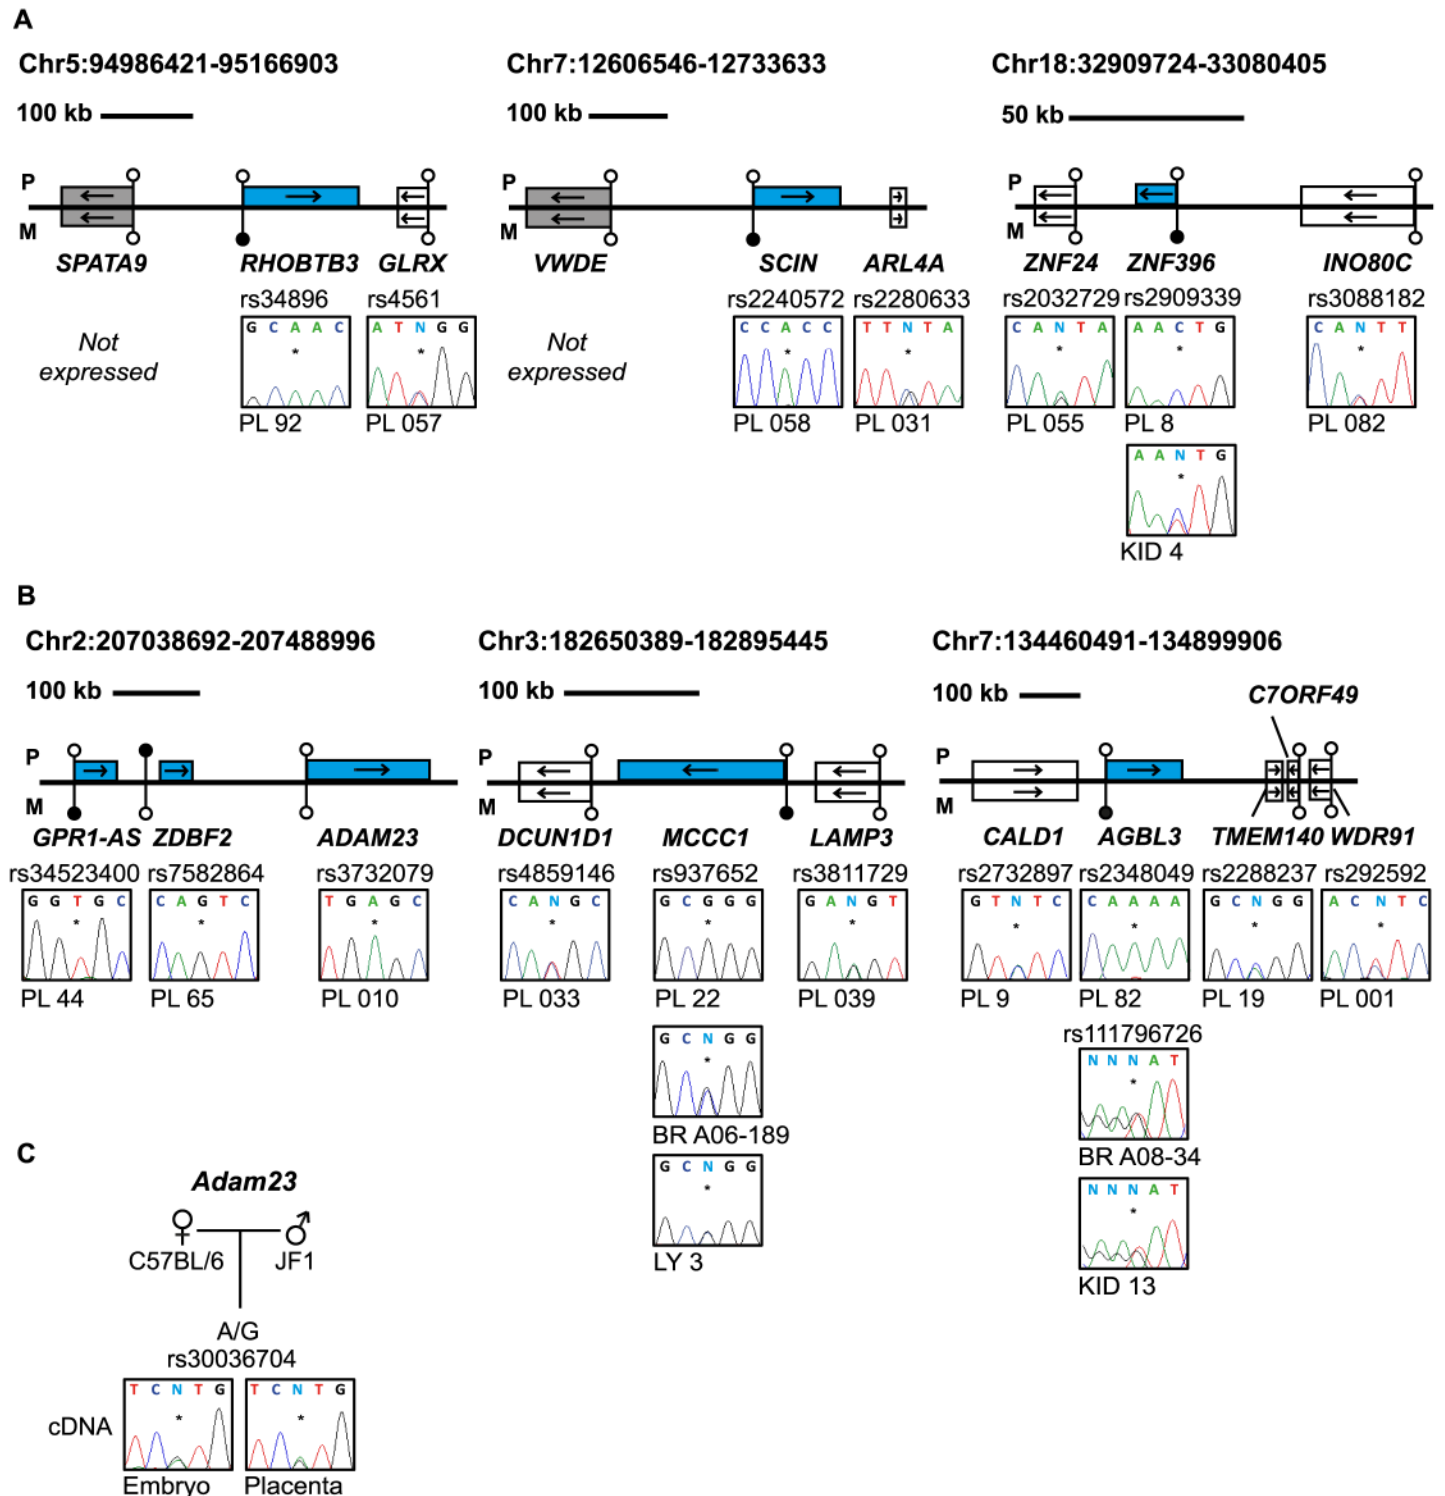 A
Chr5:94986421-95166903 Chr7:12606546-12733633 Chr18:32909724-33080405
100 kb 100 kb 50 kb
P P P
M M M
SPATA9 RHOBTB3 GLRX VWDE SCIN ARL4A ZNF24 ZNF396 INO80C
rs34896 rs4561 rs2240572 rs2280633 rs2032729 rs2909339 rs3088182
G C A A C A T N G G C C A C C T T N T A C A N T A A A C T G C A N T T
Not expressed Not expressed
* * * * * * *
PL 92 PL 057 PL 058 PL 031 PL 055 PL 8 PL 082
A A N T G
*
KID 4
B
Chr2:207038692-207488996 Chr3:182650389-182895445 Chr7:134460491-134899906
100 kb 100 kb 100 kb C7ORF49
P P P
M M M
GPR1-AS ZDBF2 ADAM23 DCUN1D1 MCCC1 LAMP3 CALD1 AGBL3 TMEM140 WDR91
rs34523400 rs7582864 rs3732079 rs4859146 rs937652 rs3811729 rs2732897 rs2348049 rs2288237 rs292592
G G T G C C A G T C T G A G C C A N G C G C G G G G A N G T G T N T C C A A A A G C N G G A C N T C
* * * * * * * * * *
PL 44 PL 65 PL 010 PL 033 PL 22 PL 039 PL 9 PL 82 PL 19 PL 001
rs111796726
G C N G G N N N A T
* *
BR A06-189 BR A08-34
G C N G G N N N A T
* *
LY 3 KID 13
C
Adam23
♀ ♂
C57BL/6 JF1
A/G
rs30036704
T C N T G T C N T G
* *
cDNA
Embryo Placenta